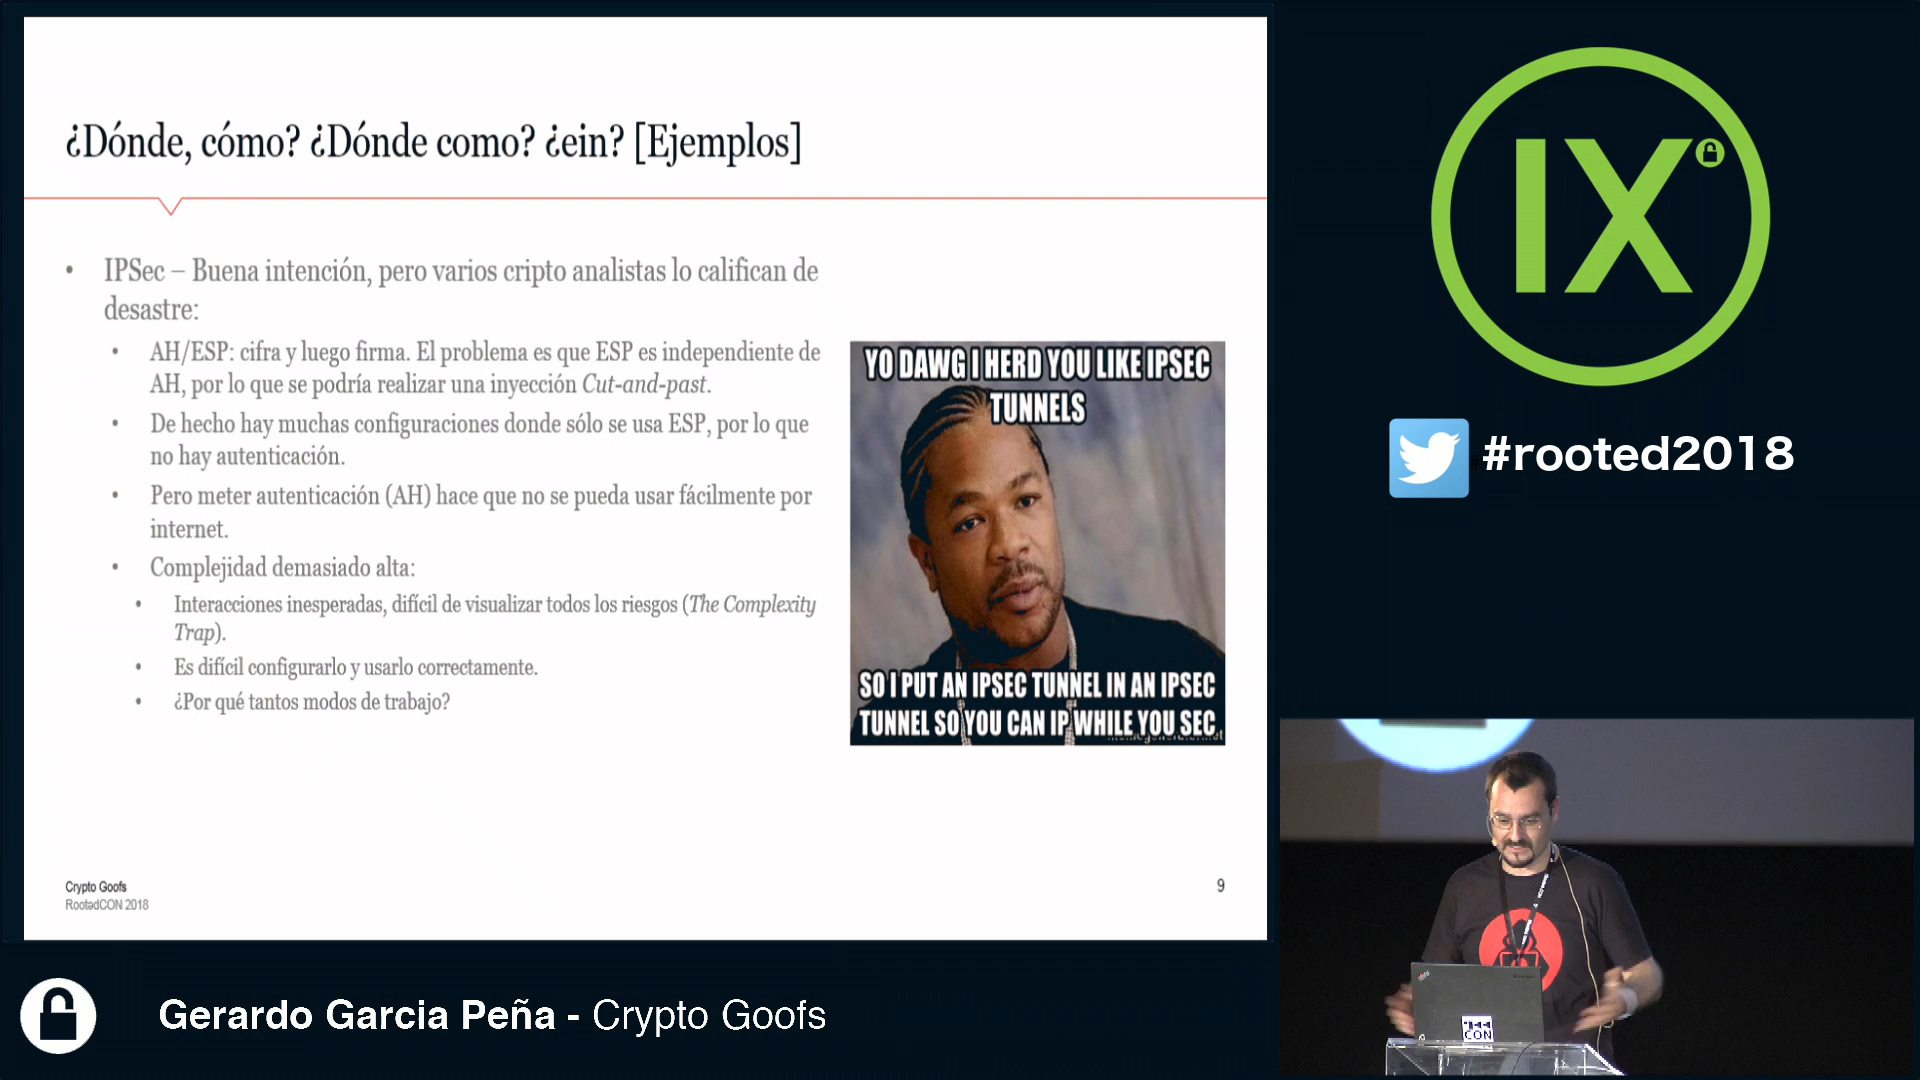 ¿Dónde, cómo? ¿Dónde como? ¿ein? [Ejemplos]
• IPSec – Buena intención, pero varios cripto analistas lo califican de
desastre:
• AH/ESP: cifra y luego firma. El problema es que ESP es independiente de
AH, por lo que se podría realizar una inyección Cut-and-past.
• De hecho hay muchas configuraciones donde sólo se usa ESP, por lo que
no hay autenticación.
• Pero meter autenticación (AH) hace que no se pueda usar fácilmente por
internet.
• Complejidad demasiado alta:
• Interacciones inesperadas, difícil de visualizar todos los riesgos (The Complexity
Trap).
• Es difícil configurarlo y usarlo correctamente.
• ¿Por qué tantos modos de trabajo?
YO DAWG I HERD YOU LIKE IPSEC
TUNNELS
SO I PUT AN IPSEC TUNNEL IN AN IPSEC
TUNNEL SO YOU CAN IP WHILE YOU SEC
Crypto Goofs
RootedCON 2018
9
IX
#rooted2018
CON
Gerardo Garcia Peña - Crypto Goofs